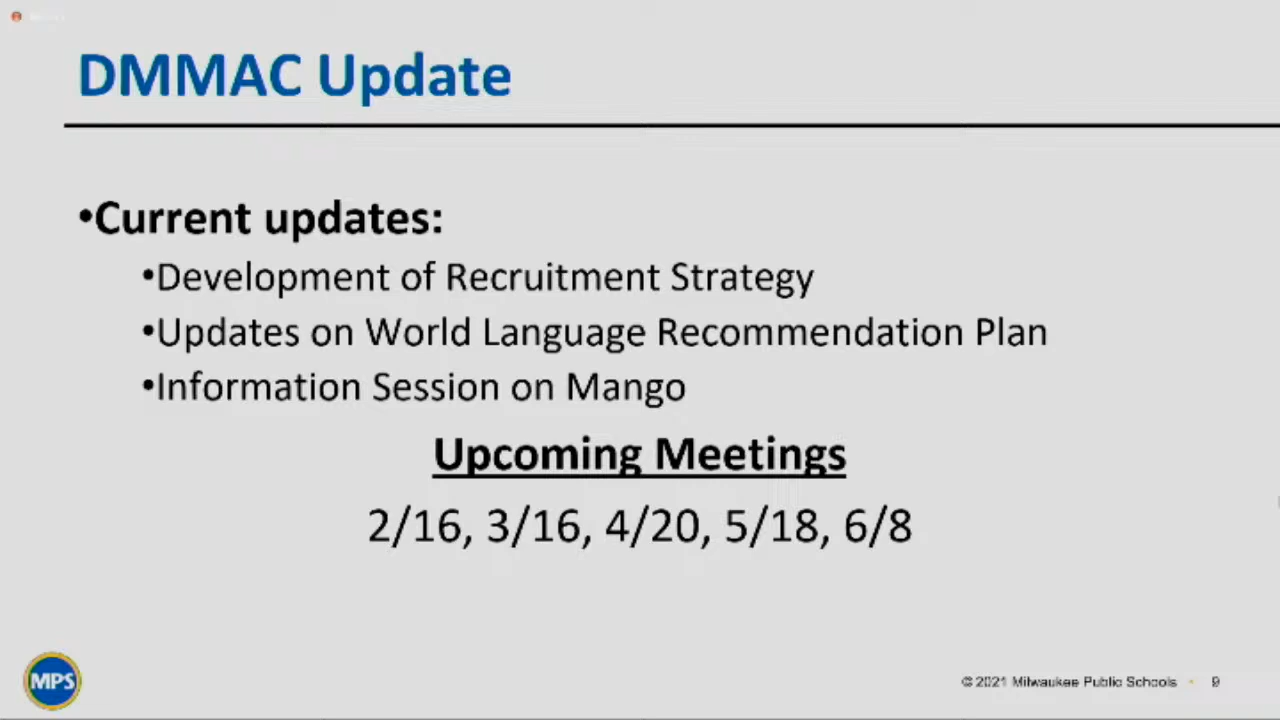 DMMAC Update
•Current updates:
•Development of Recruitment Strategy
•Updates on World Language Recommendation Plan
•Information Session on Mango
Upcoming Meetings
2/16, 3/16, 4/20, 5/18, 6/8
MPS
© 2021 Milwaukee Public Schools • 9